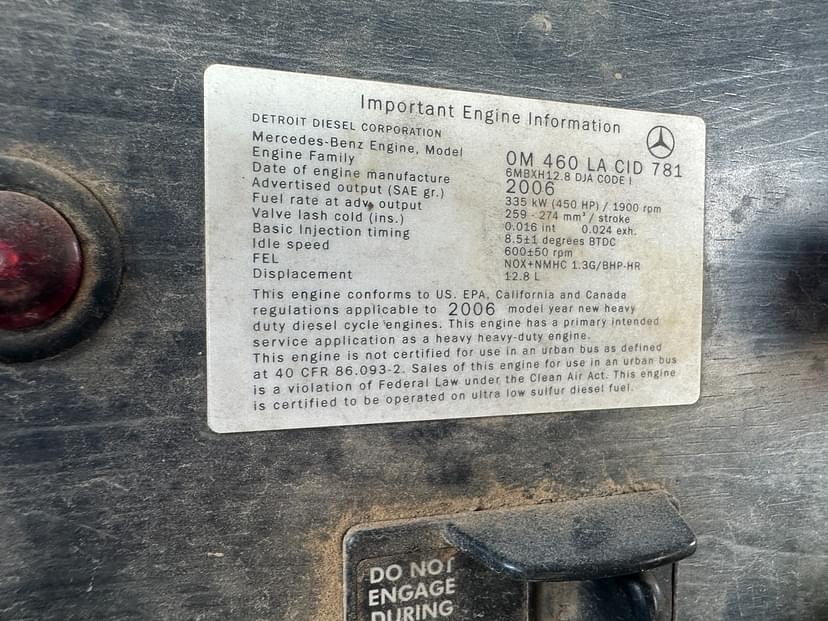 Important Engine Information
DETROIT DIESEL CORPORATION
Mercedes-Benz Engine, Model OM 460 LA CID 781
Engine Family 6MBXH12.8 DJA CODE I
Date of engine manufacture 2006
Advertised output (SAE gr.) 335 kW (450 HP) / 1900 rpm
Fuel rate at adv. output 259 - 274 mm³ / stroke
Valve lash cold (ins.) 0.016 int 0.024 exh.
Basic Injection timing 8.5±1 degrees BTDC
Idle speed 600±50 rpm
FEL NOX+NMHC 1.3G/BHP-HR
Displacement 12.8 L
This engine conforms to US. EPA, California and Canada
regulations applicable to 2006 model year new heavy
duty diesel cycle engines. This engine has a primary intended
service application as a heavy heavy-duty engine.
This engine is not certified for use in an urban bus as defined
at 40 CFR 86.093-2. Sales of this engine for use in an urban bus
is a violation of Federal Law under the Clean Air Act. This engine
is certified to be operated on ultra low sulfur diesel fuel.
DO NOT
ENGAGE
DURING